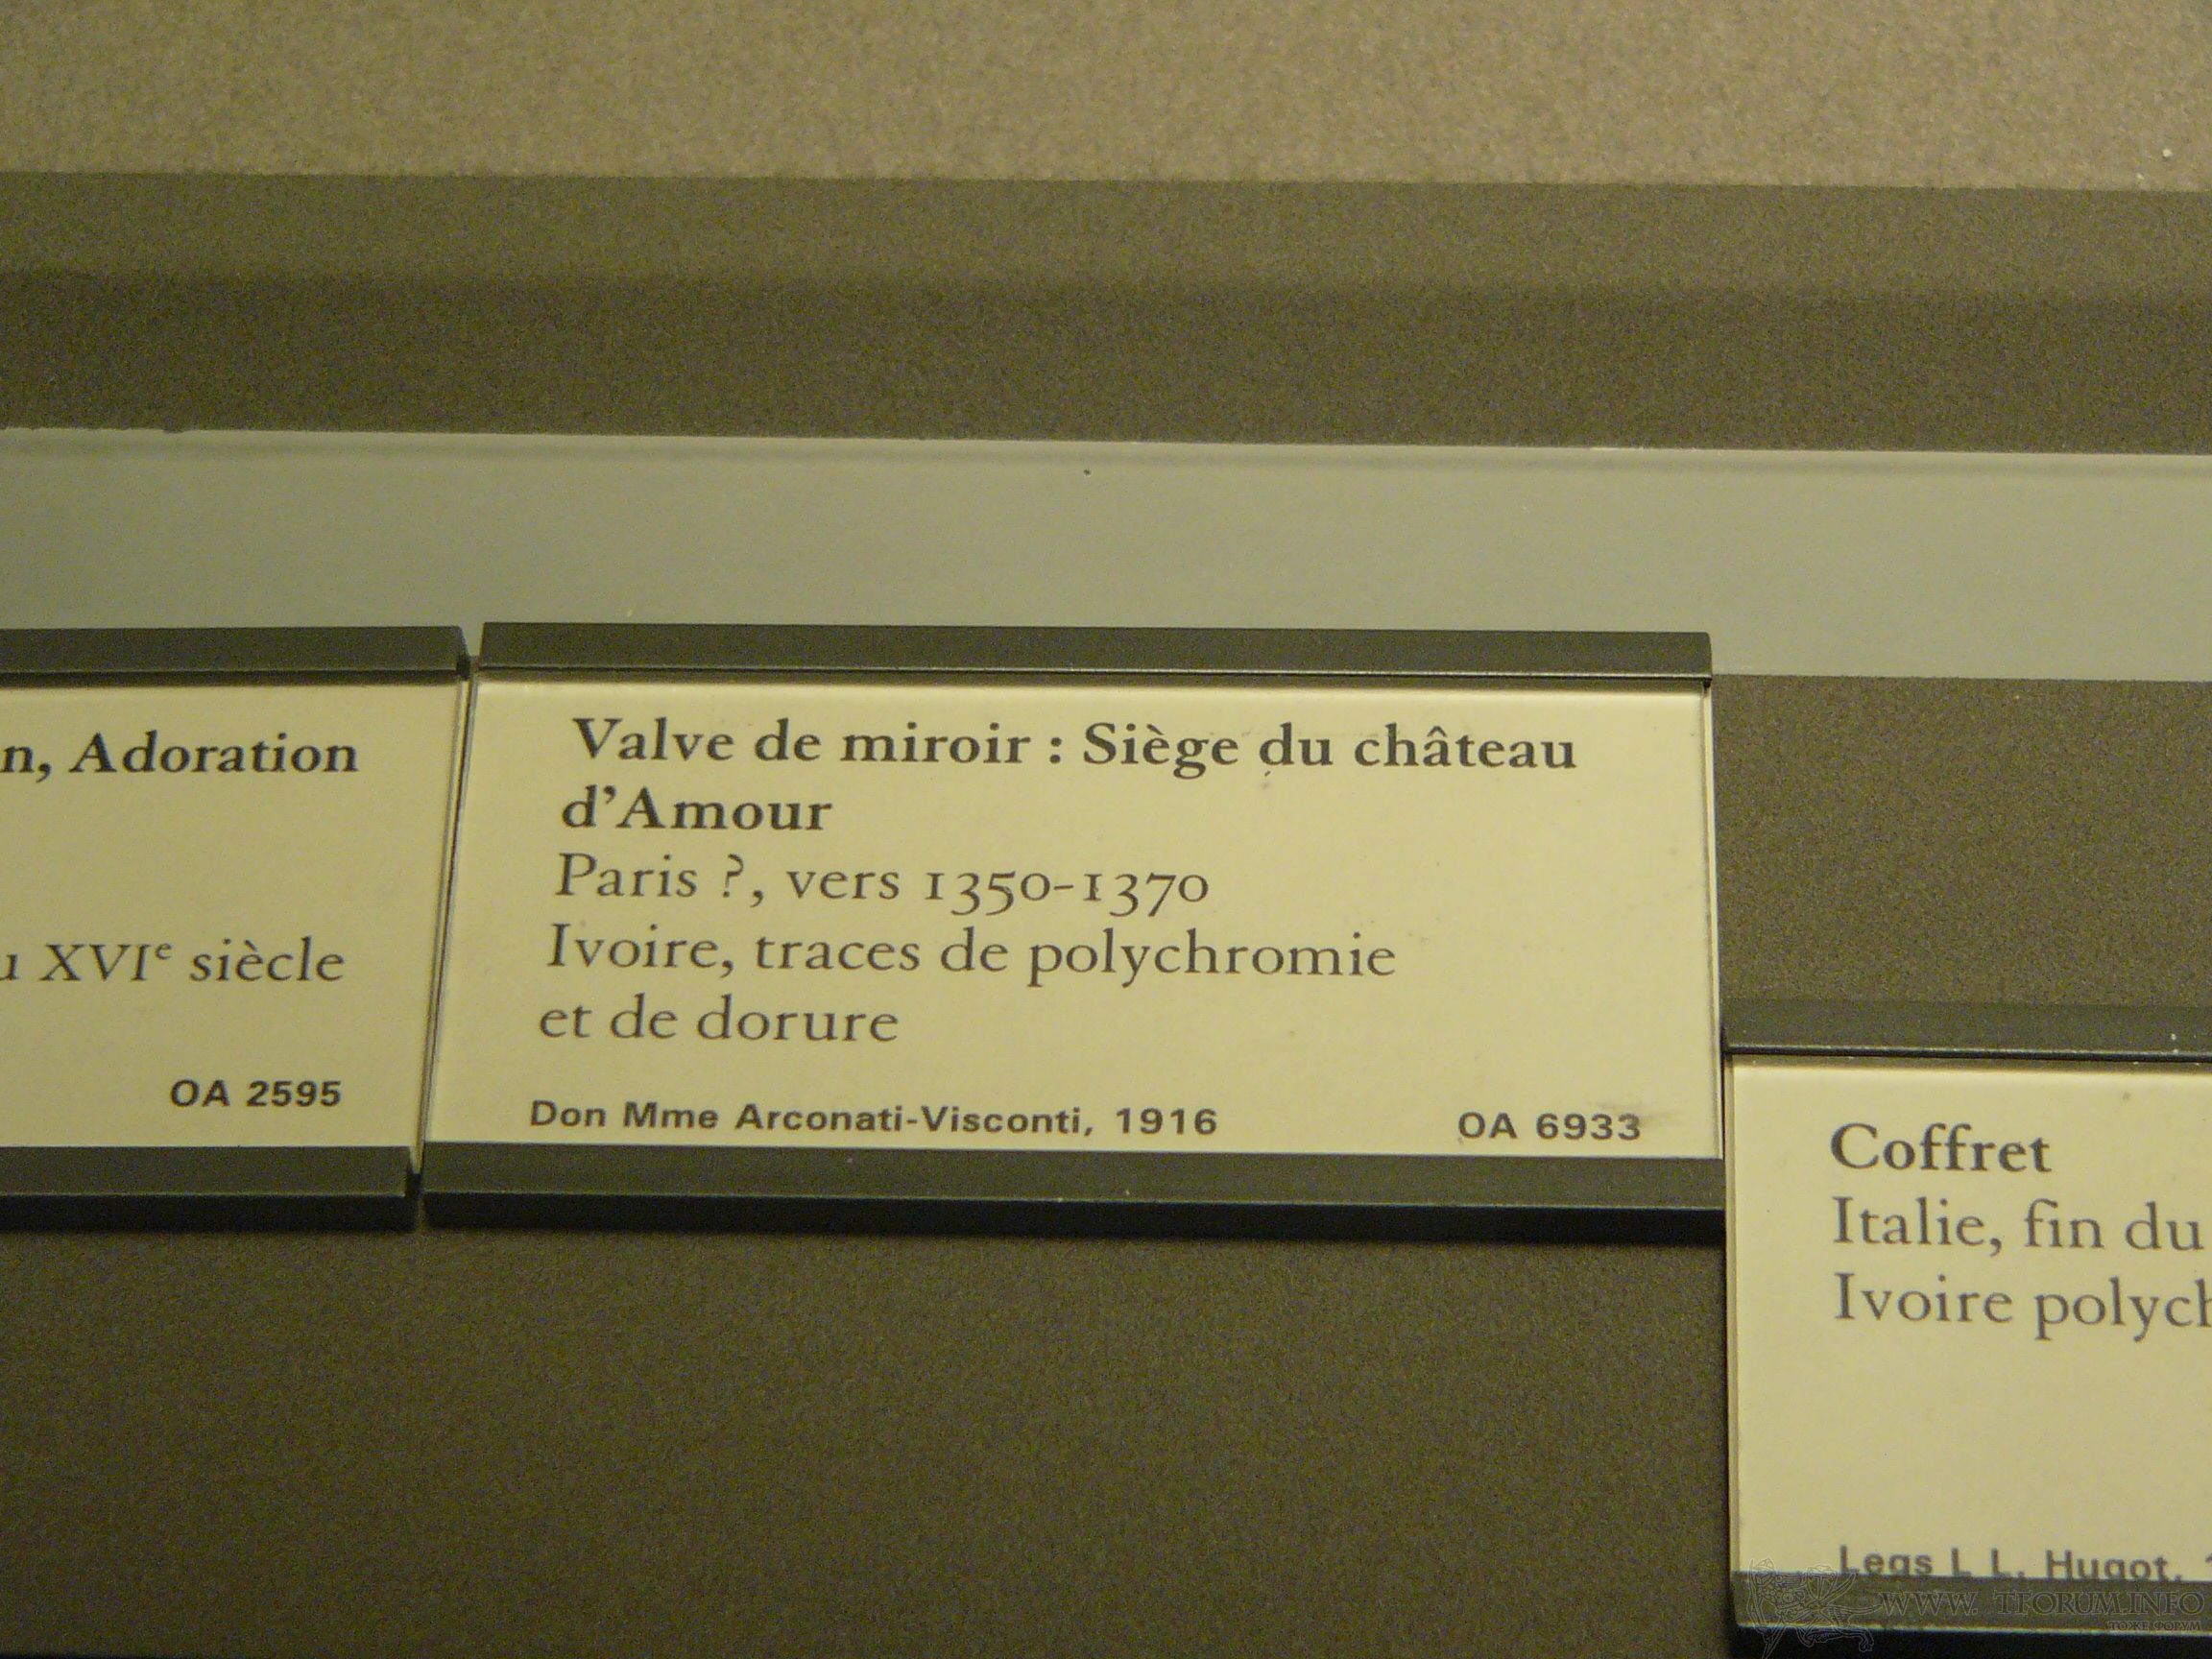 n, Adoration
u XVIe siècle
OA 2595
Valve de miroir : Siège du château
d'Amour
Paris ?, vers 1350-1370
Ivoire, traces de polychromie
et de dorure
Don Mme Arconati-Visconti, 1916 OA 6933
Coffret
Italie, fin du
Ivoire polych
Legs L L. Hugot,
WWW. TFORUM.INFO
ТОЖЕ ФОРУМ